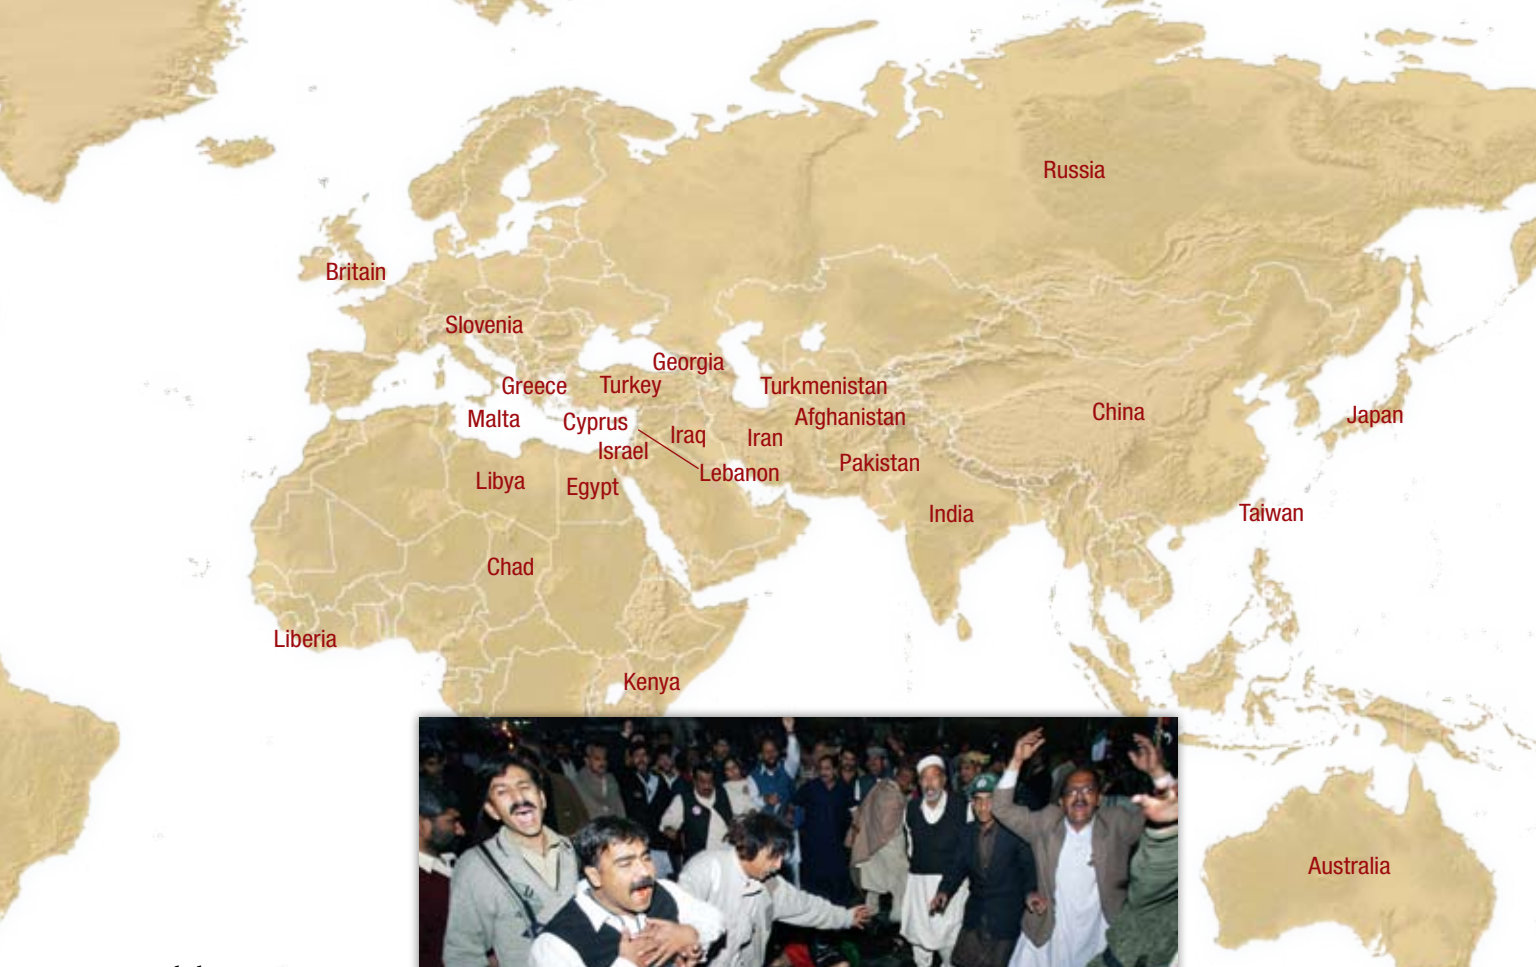 Russia
Britain
Slovenia
Georgia
Greece
Turkey
Turkmenistan
Malta
Cyprus
Afghanistan
China
Japan
Iraq
Iran
Israel
Lebanon
Pakistan
Libya
Egypt
India
Taiwan
Chad
Liberia
Kenya
Australia